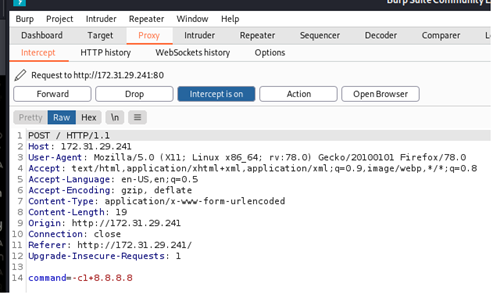 Burp Suite Community
Burp Project Intruder Repeater Window Help
Dashboard Target Proxy Intruder Repeater Sequencer Decoder Comparer
Intercept HTTP history WebSockets history Options
Request to http://172.31.29.241:80
Forward Drop Intercept is on Action Open Browser
Pretty Raw Hex \n
1 POST / HTTP/1.1
2 Host: 172.31.29.241
3 User-Agent: Mozilla/5.0 (X11; Linux x86_64; rv:78.0) Gecko/20100101 Firefox/78.0
4 Accept: text/html,application/xhtml+xml,application/xml;q=0.9,image/webp,*/*;q=0.8
5 Accept-Language: en-US,en;q=0.5
6 Accept-Encoding: gzip, deflate
7 Content-Type: application/x-www-form-urlencoded
8 Content-Length: 19
9 Origin: http://172.31.29.241
10 Connection: close
11 Referer: http://172.31.29.241/
12 Upgrade-Insecure-Requests: 1
13
14 command=-c1+8.8.8.8